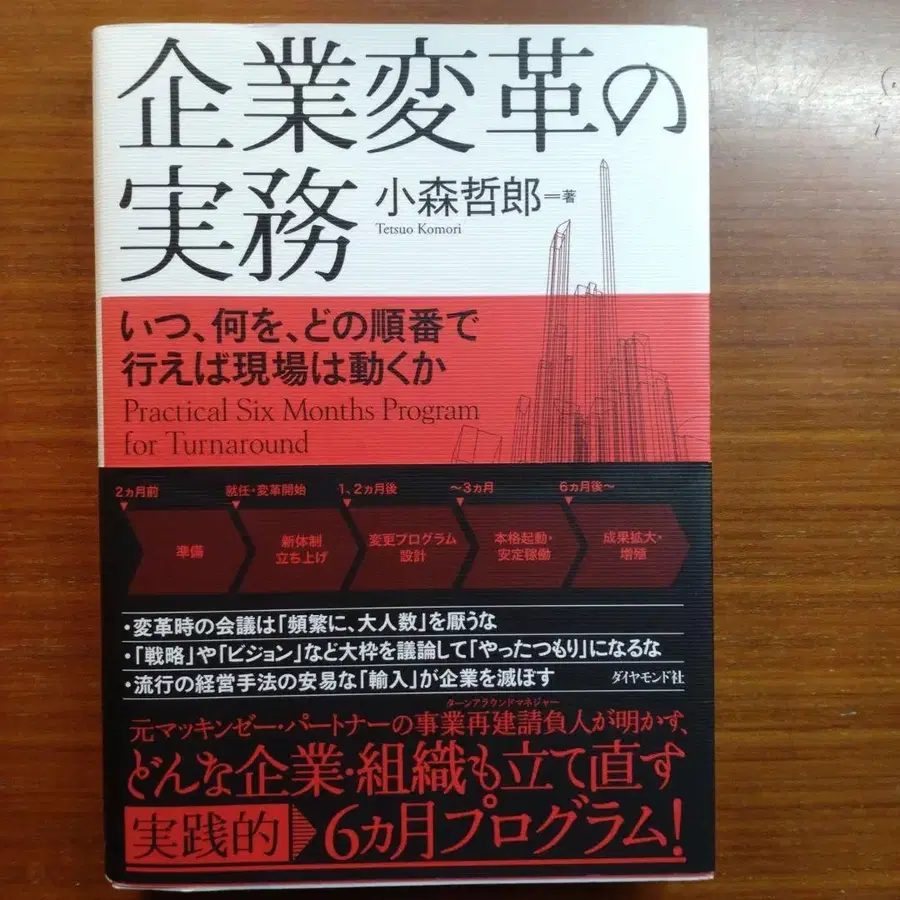 企業変革の
実務
小森哲郎=著
Tetsuo Komori
いつ、何を、どの順番で
行えば現場は動くか
Practical Six Months Program
for Turnaround
2ヵ月前
就任・変革開始
1、2ヵ月後
～3ヵ月
6ヵ月後～
準備
新体制
立ち上げ
変更プログラム
設計
本格起動・
安定稼働
成果拡大・
増殖
・変革時の会議は「頻繁に、大人数」を厭うな
・「戦略」や「ビジョン」など大枠を議論して「やったつもり」になるな
・流行の経営手法の安易な「輸入」が企業を滅ぼす
ダイヤモンド社
ターンアラウンドマネジャー
元マッキンゼー・パートナーの事業再建請負人が明かす、
どんな企業・組織も立て直す
実践的 6ヵ月プログラム!